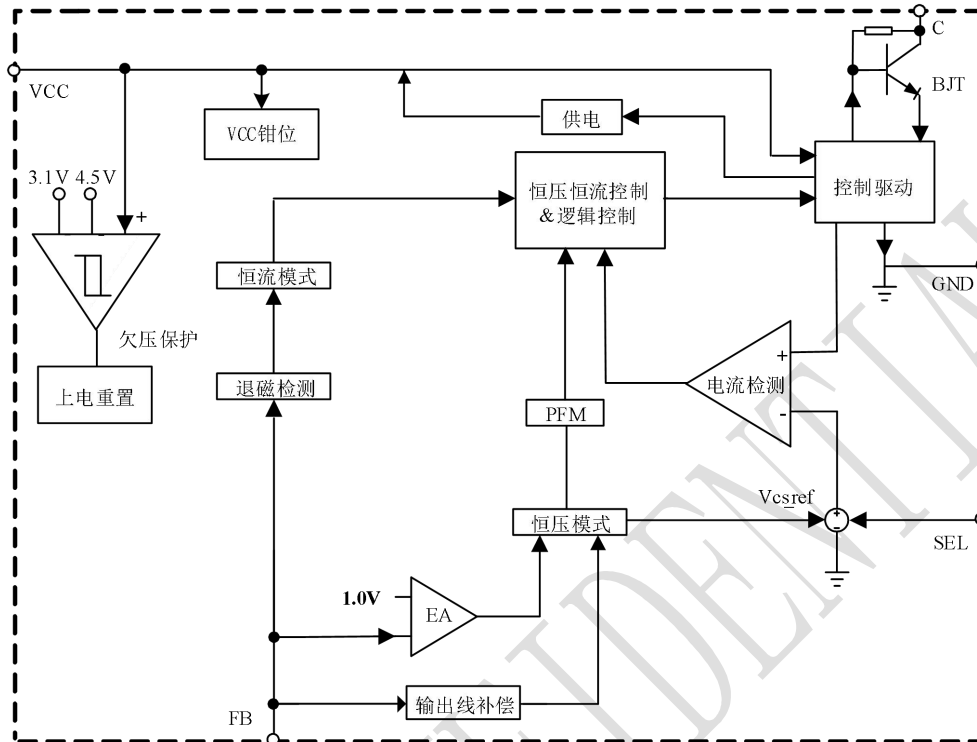 C
VCC
BJT
VCC钳位
供电
3.1V 4.5V
+
恒压恒流控制
&逻辑控制
控制驱动
恒流模式
GND
欠压保护
+
上电重置
退磁检测
电流检测
-
PFM
Vcsref
恒压模式
+
-
SEL
1.0V
EA
FB
输出线补偿
IDENTIA